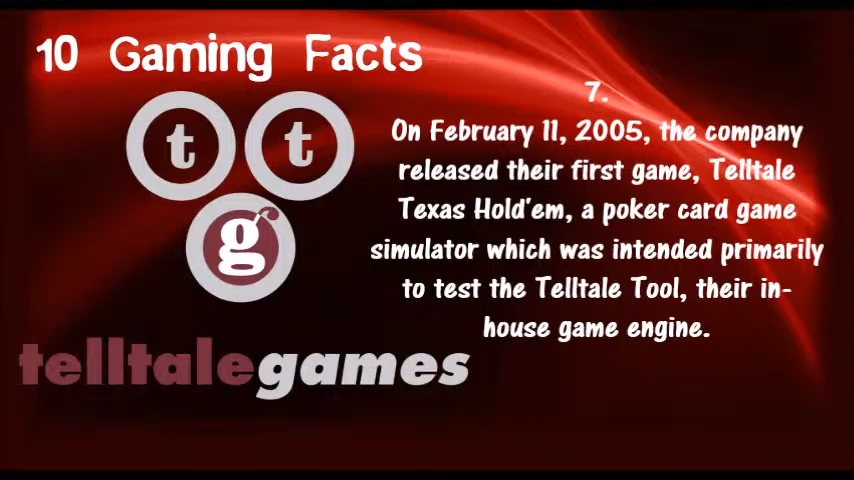 10 Gaming Facts
t t
g
telltalegames
7.
On February 11, 2005, the company
released their first game, Telltale
Texas Hold'em, a poker card game
simulator which was intended primarily
to test the Telltale Tool, their in-
house game engine.